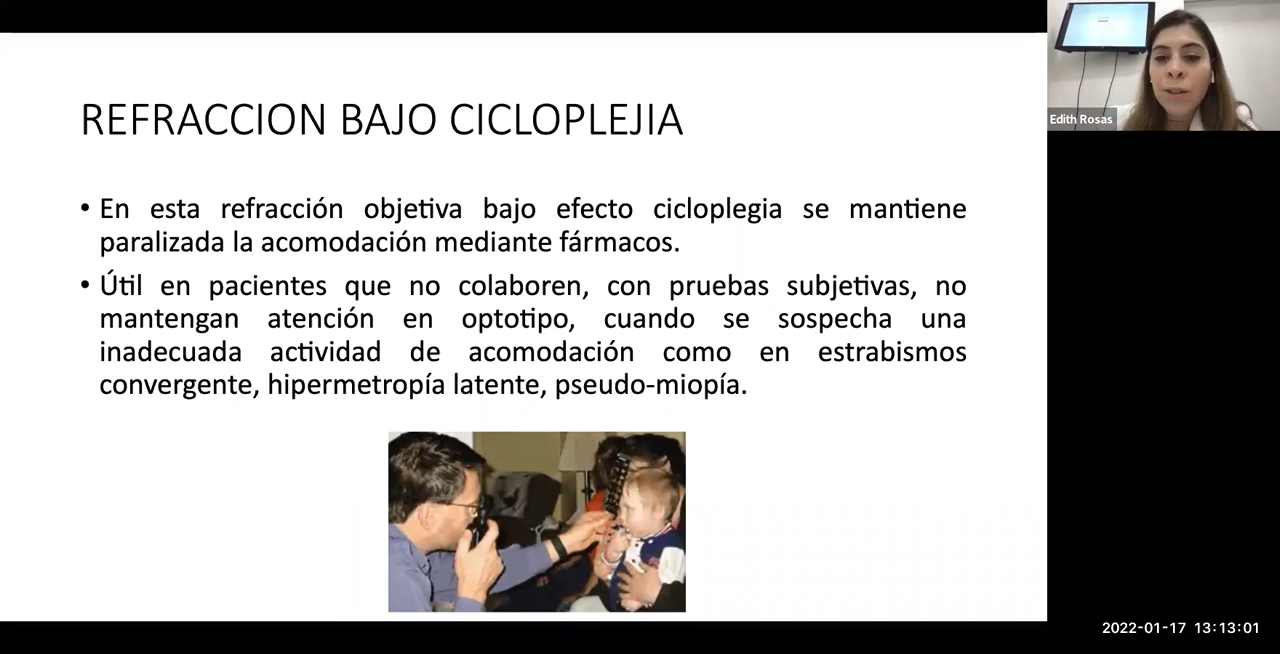 REFRACCION BAJO CICLOPLEJIA
• En esta refracción objetiva bajo efecto cicloplegia se mantiene
paralizada la acomodación mediante fármacos.
• Útil en pacientes que no colaboren, con pruebas subjetivas, no
mantengan atención en optotipo, cuando se sospecha una
inadecuada actividad de acomodación como en estrabismos
convergente, hipermetropía latente, pseudo-miopía.
Edith Rosas
2022-01-17 13:13:01